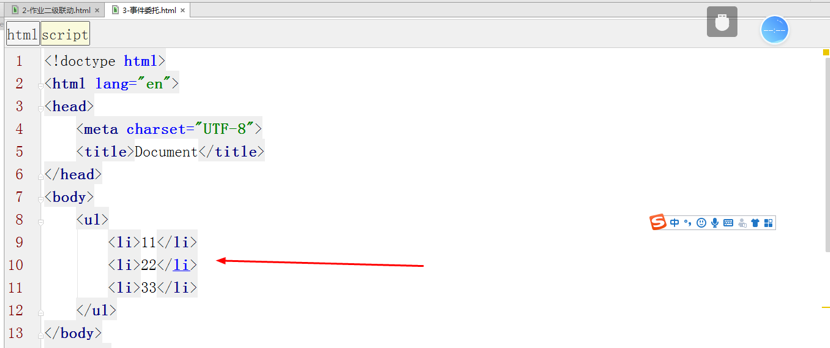 2-作业二级联动.html × 3-事件委托.html ×
html script
1 <!doctype html>
2 <html lang="en">
3 <head>
4 <meta charset="UTF-8">
5 <title>Document</title>
6 </head>
7 <body>
8 <ul>
9 <li>11</li>
10 <li>22</li>
11 <li>33</li>
12 </ul>
13 </body>
S 中